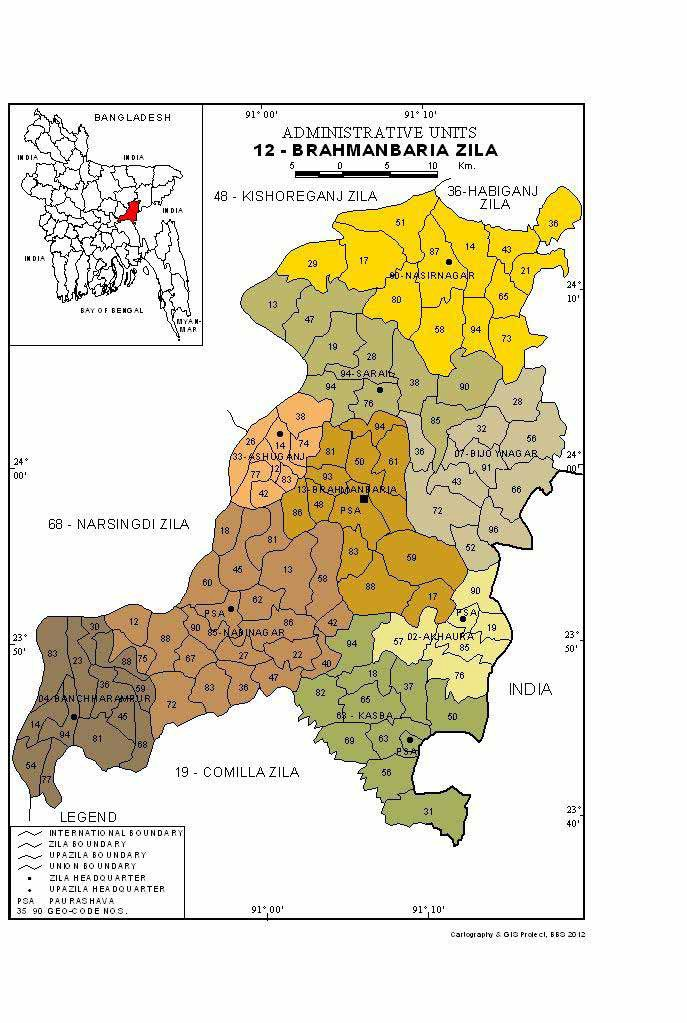 BANGLADESH
INDIA
INDIA
INDIA
INDIA
BAY OF BENGAL
MYAN-
MAR
91° 00'
91° 10'
ADMINISTRATIVE UNITS
12 - BRAHMANBARIA ZILA
5 0 5 10 Km.
48 - KISHOREGANJ ZILA
36-HABIGANJ
ZILA
36
51
87
14
43
29
17
90-NASIRNAGAR
21
24°
10'
13
80
65
47
58
94
73
19
28
94-SARAIL
38
90
28
94
76
38
94
85
32
56
26
14
74
81
50
61
36
07-BIJOYNAGAR
33-ASHUGANJ
77
12
83
93
91
24°
00'
24°
00'
42
13-BRAHMANBARIA
43
66
86
48
PSA
72
96
68 - NARSINGDI ZILA
18
81
83
59
52
60
45
13
58
88
17
90
PSA
62
PSA
12
90
86
42
19
30
85-NABINAGAR
02-AKHAURA
23°
50'
23°
50'
83
23
88
75
67
27
22
40
94
57
85
88
18
76
04-BANCHHARAMPUR
36
59
83
36
47
82
37
INDIA
14
45
72
65
50
94
81
68
63 - KASBA
69
63
PSA
54
77
19 - COMILLA ZILA
56
31
23°
40'
LEGEND
INTERNATIONAL BOUNDARY
ZILA BOUNDARY
UPAZILA BOUNDARY
UNION BOUNDARY
ZILA HEADQUARTER
UPAZILA HEADQUARTER
PSA PAURASHAVA
35 90 GEO-CODE NOS.
91° 00'
91° 10'
Cartography & GIS Project, BBS 2012